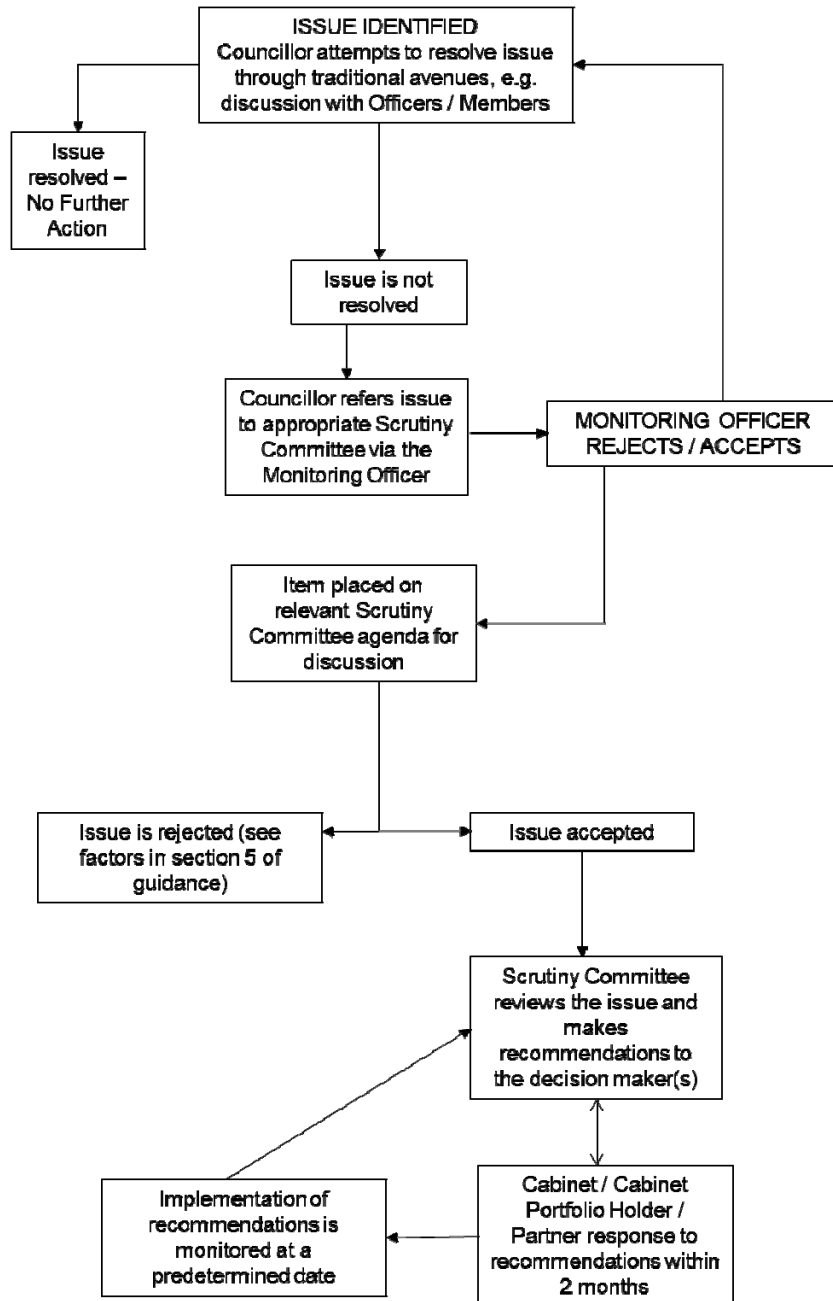 ISSUE IDENTIFIED
Councillor attempts to resolve issue
through traditional avenues, e.g.
discussion with Officers / Members
Issue
resolved –
No Further
Action
Issue is not
resolved
Councillor refers issue
to appropriate Scrutiny
Committee via the
Monitoring Officer
MONITORING OFFICER
REJECTS / ACCEPTS
Item placed on
relevant Scrutiny
Committee agenda for
discussion
Issue is rejected (see
factors in section 5 of
guidance)
Issue accepted
Scrutiny Committee
reviews the issue and
makes
recommendations to
the decision maker(s)
Implementation of
recommendations is
monitored at a
predetermined date
Cabinet / Cabinet
Portfolio Holder /
Partner response to
recommendations within
2 months